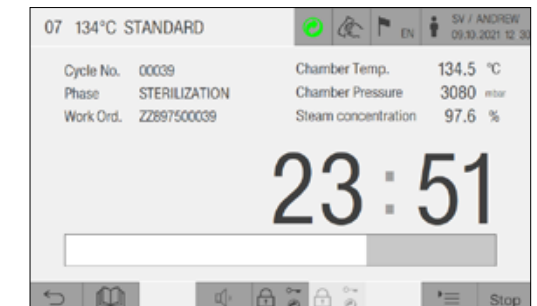 07 134°C STANDARD
EN
SV / ANDREW
09.10.2021 12 30
Cycle No. 00039
Phase STERILIZATION
Work Ord. ZZ897500039
Chamber Temp. 134.5 °C
Chamber Pressure 3080 mbar
Steam concentration 97.6 %
23:51
Stop